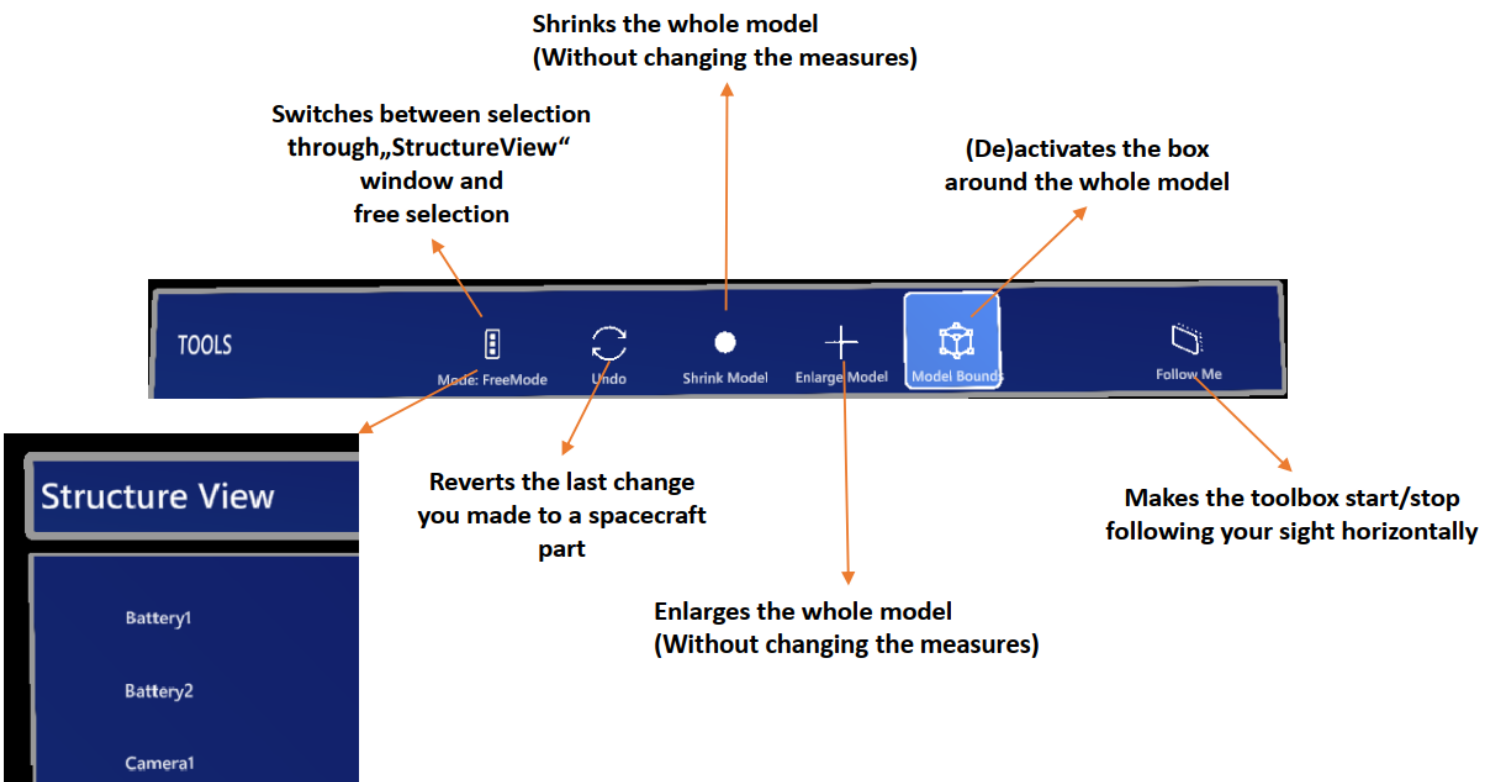 Shrinks the whole model
(Without changing the measures)
Switches between selection
through„StructureView“
window and
free selection
(De)activates the box
around the whole model
TOOLS
Mode: FreeMode
Undo
Shrink Model
Enlarge Model
Model Bounds
Follow Me
Structure View
Battery1
Battery2
Camera1
Reverts the last change
you made to a spacecraft
part
Enlarges the whole model
(Without changing the measures)
Makes the toolbox start/stop
following your sight horizontally